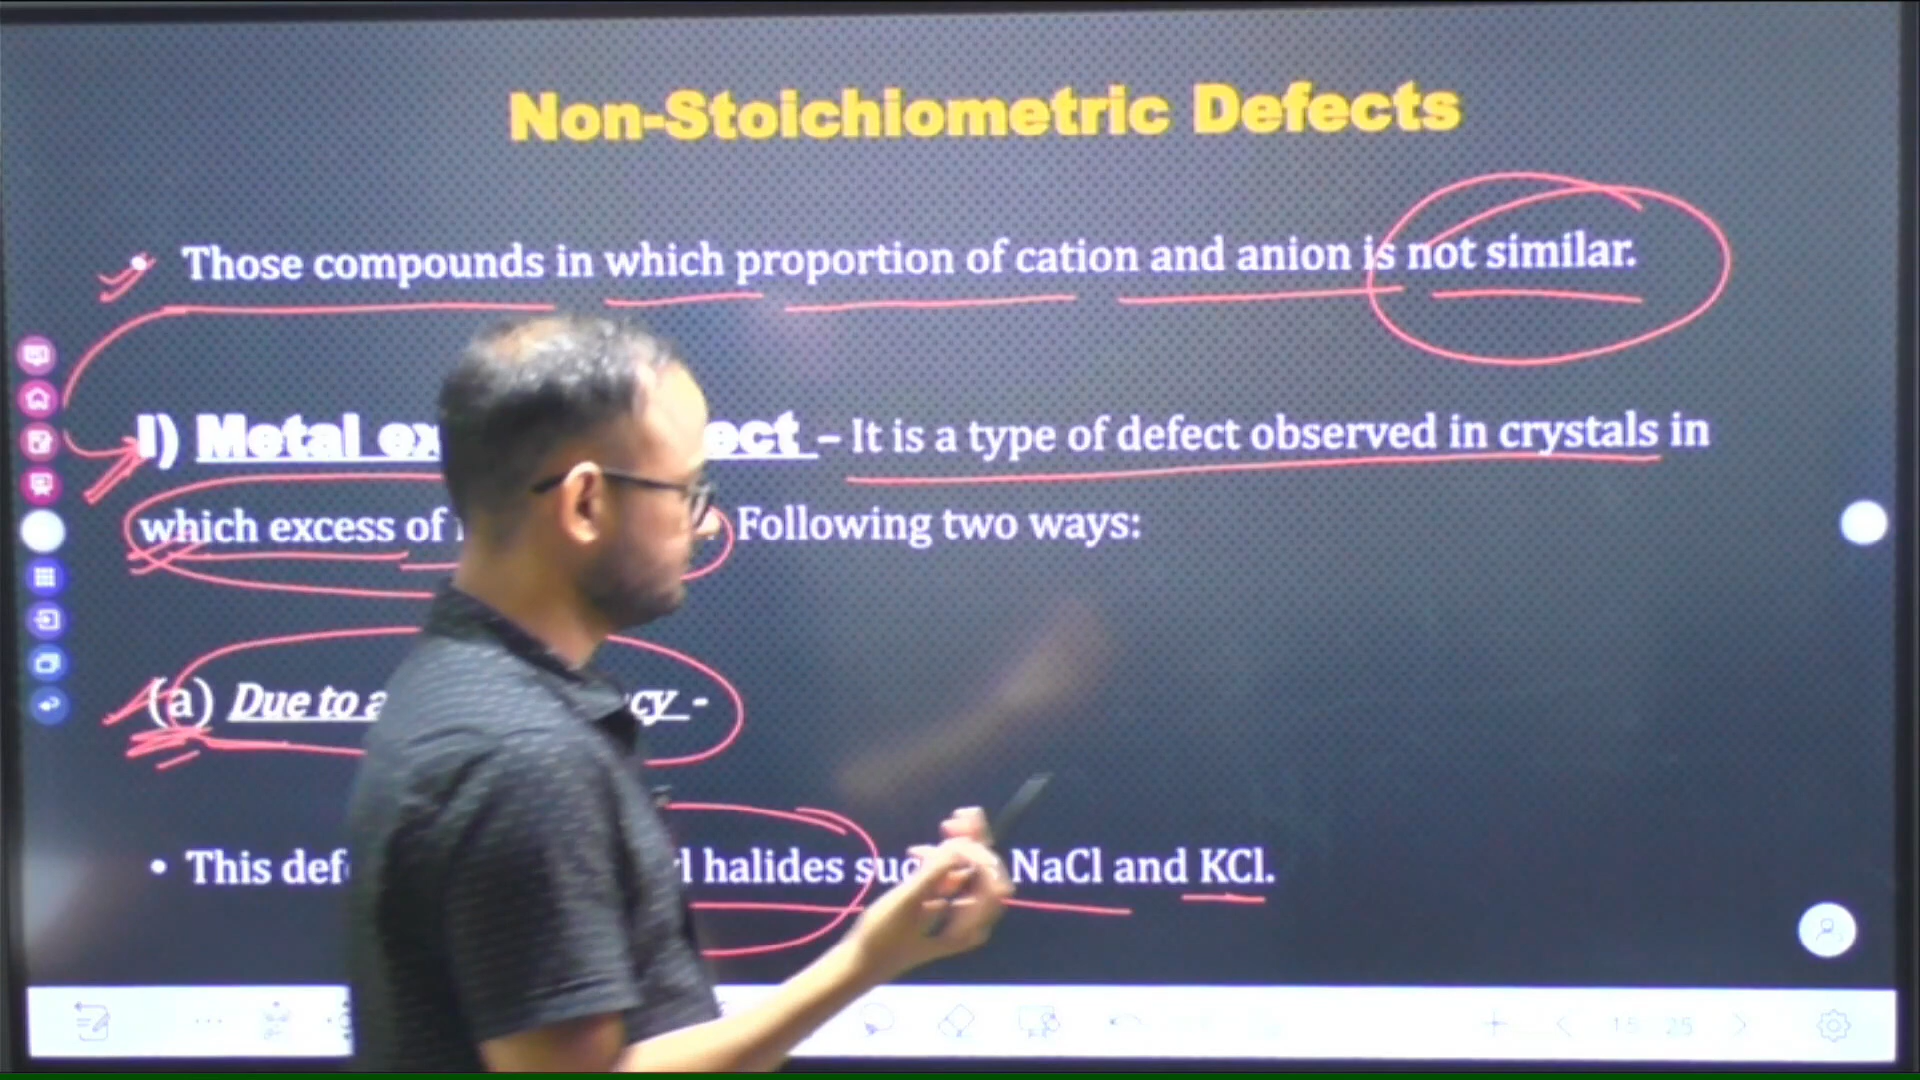 Non-Stoichiometric Defects
• Those compounds in which proportion of cation and anion is not similar.
I) Metal ect – It is a type of defect observed in crystals in
which excess of . Following two ways:
(a) Due to cy -
• This halides NaCl and KCl.
15 25